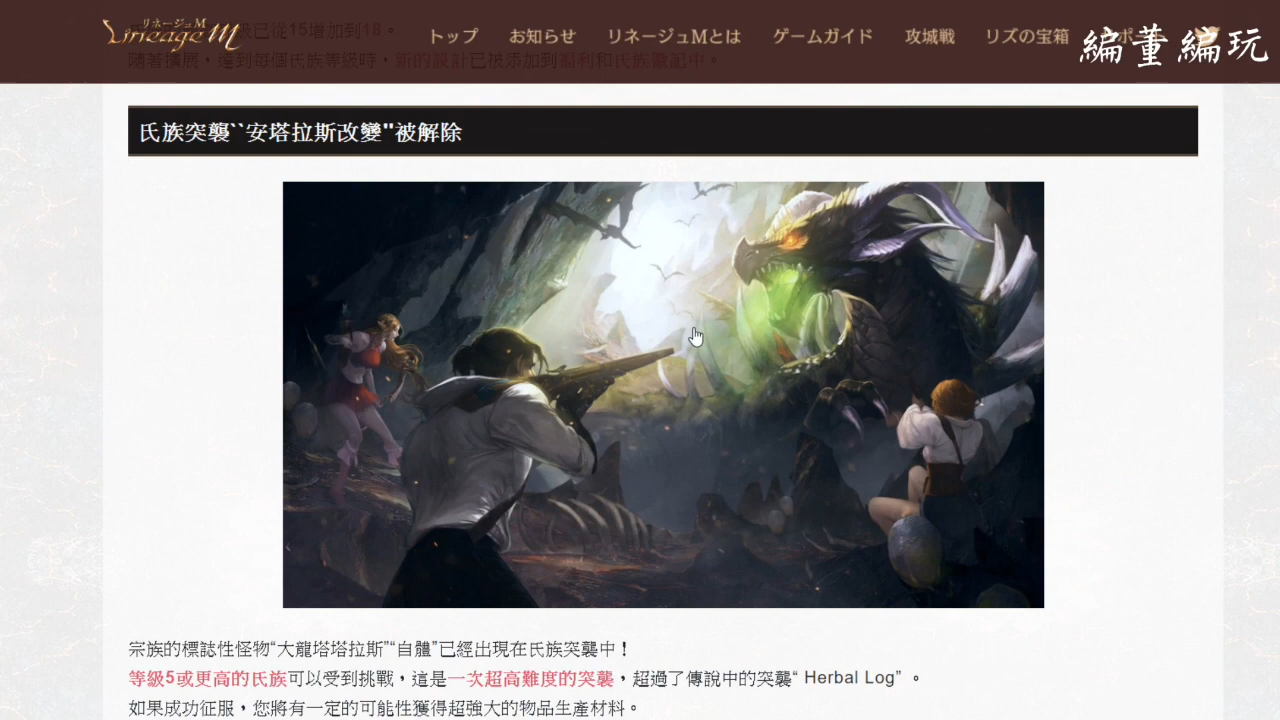 リネージュM
Lineage M
トップ
お知らせ
リネージュMとは
ゲームガイド
攻城戦
リズの宝箱
編董編玩
級已從15增加到18。
隨著擴展，達到每個氏族等級時，新的設計已被添加到福利和氏族徽記中。
氏族突襲``安塔拉斯改變"被解除
宗族的標誌性怪物“大龍塔塔拉斯”“自體”已經出現在氏族突襲中！
等級5或更高的氏族可以受到挑戰，這是一次超高難度的突襲，超過了傳說中的突襲“ Herbal Log” 。
如果成功征服，您將有一定的可能性獲得超強大的物品生產材料。